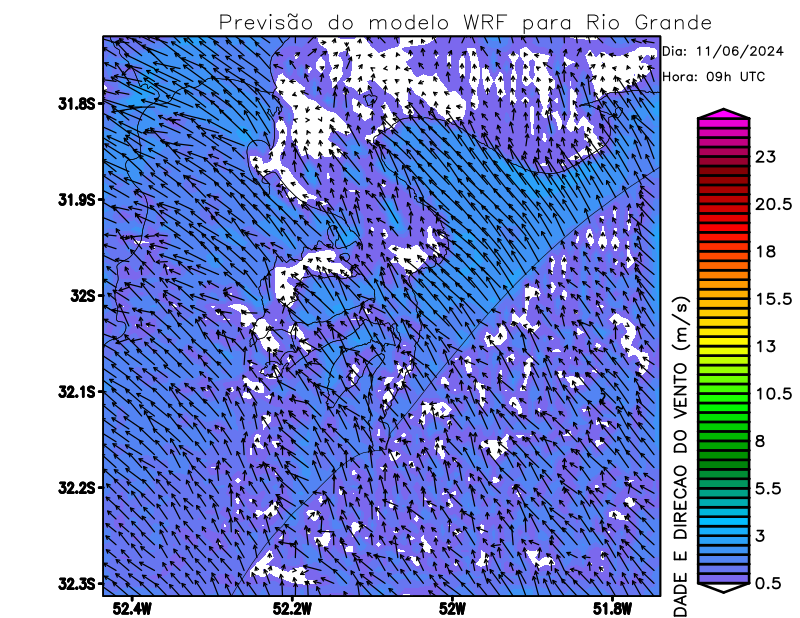 Previsão do modelo WRF para Rio Grande
Dia: 11/06/2024
Hora: 09h UTC
31.8S
31.9S
32S
32.1S
32.2S
32.3S
52.4W
52.2W
52W
51.8W
23
20.5
18
15.5
13
10.5
8
5.5
3
0.5
DADE E DIRECAO DO VENTO (m/s)